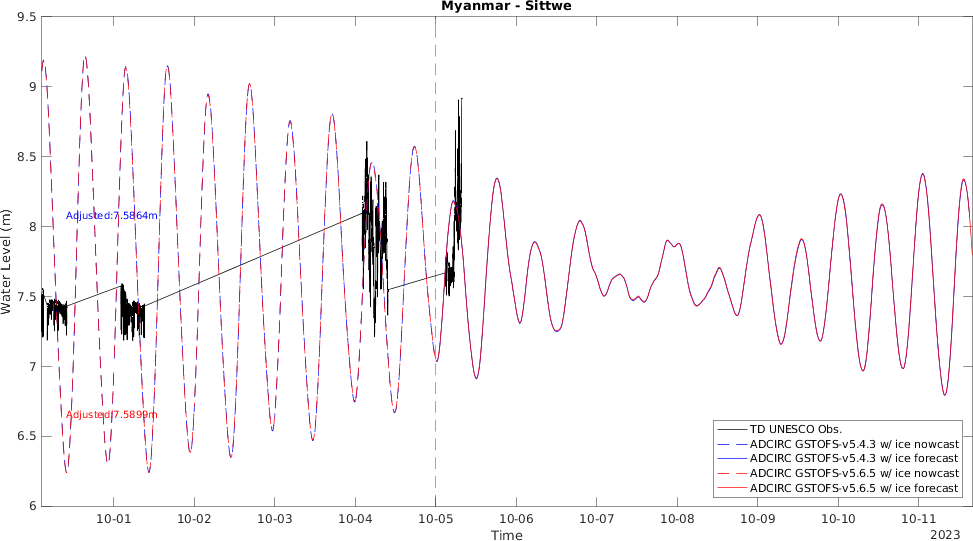 Myanmar - Sittwe
9.5
9
8.5
8
7.5
7
6.5
6
Water Level (m)
Adjusted:7.5864m
Adjusted:7.5899m
TD UNESCO Obs.
ADCIRC GSTOFS-v5.4.3 w/ ice nowcast
ADCIRC GSTOFS-v5.4.3 w/ ice forecast
ADCIRC GSTOFS-v5.6.5 w/ ice nowcast
ADCIRC GSTOFS-v5.6.5 w/ ice forecast
10-01 10-02 10-03 10-04 10-05 10-06 10-07 10-08 10-09 10-10 10-11
Time
2023